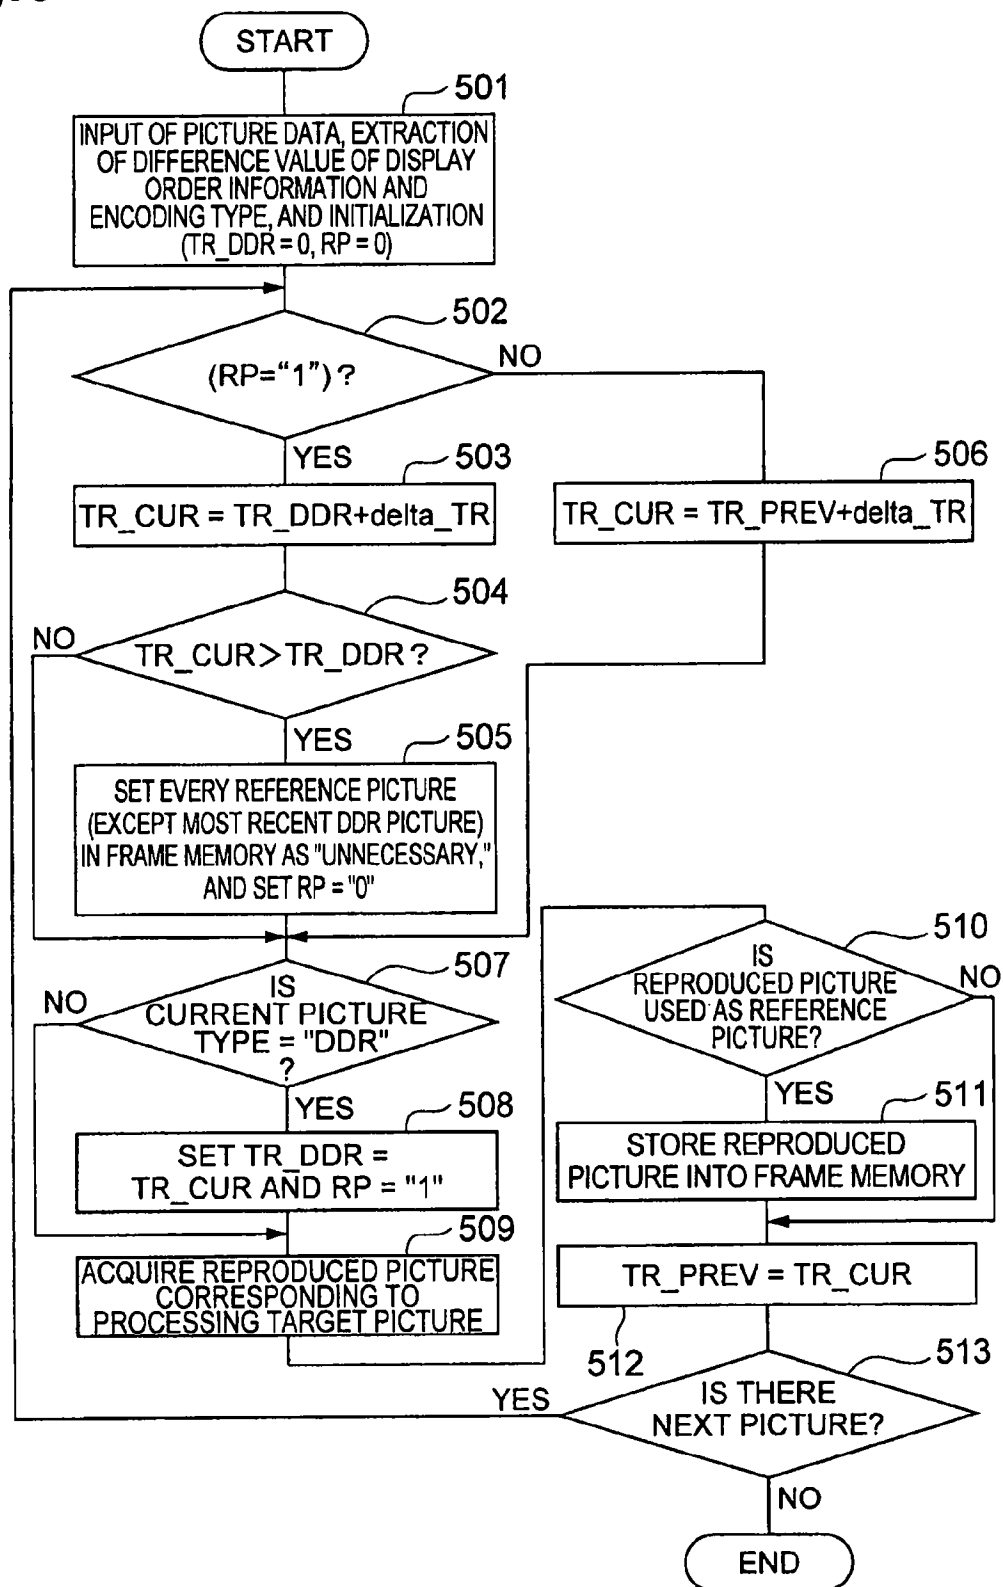 START
501
INPUT OF PICTURE DATA, EXTRACTION
OF DIFFERENCE VALUE OF DISPLAY
ORDER INFORMATION AND
ENCODING TYPE, AND INITIALIZATION
(TR_DDR = 0, RP = 0)
502
(RP="1") ?
NO
YES
503
TR_CUR = TR_DDR+delta_TR
506
TR_CUR = TR_PREV+delta_TR
504
NO
TR_CUR>TR_DDR ?
YES
505
SET EVERY REFERENCE PICTURE
(EXCEPT MOST RECENT DDR PICTURE)
IN FRAME MEMORY AS "UNNECESSARY,"
AND SET RP = "0"
507
NO
IS
CURRENT PICTURE
TYPE = "DDR"
?
YES
508
SET TR_DDR =
TR_CUR AND RP = "1"
509
ACQUIRE REPRODUCED PICTURE
CORRESPONDING TO
PROCESSING TARGET PICTURE
510
IS
REPRODUCED PICTURE
USED AS REFERENCE
PICTURE?
NO
YES
511
STORE REPRODUCED
PICTURE INTO FRAME MEMORY
TR_PREV = TR_CUR
512
513
IS THERE
NEXT PICTURE?
YES
NO
END